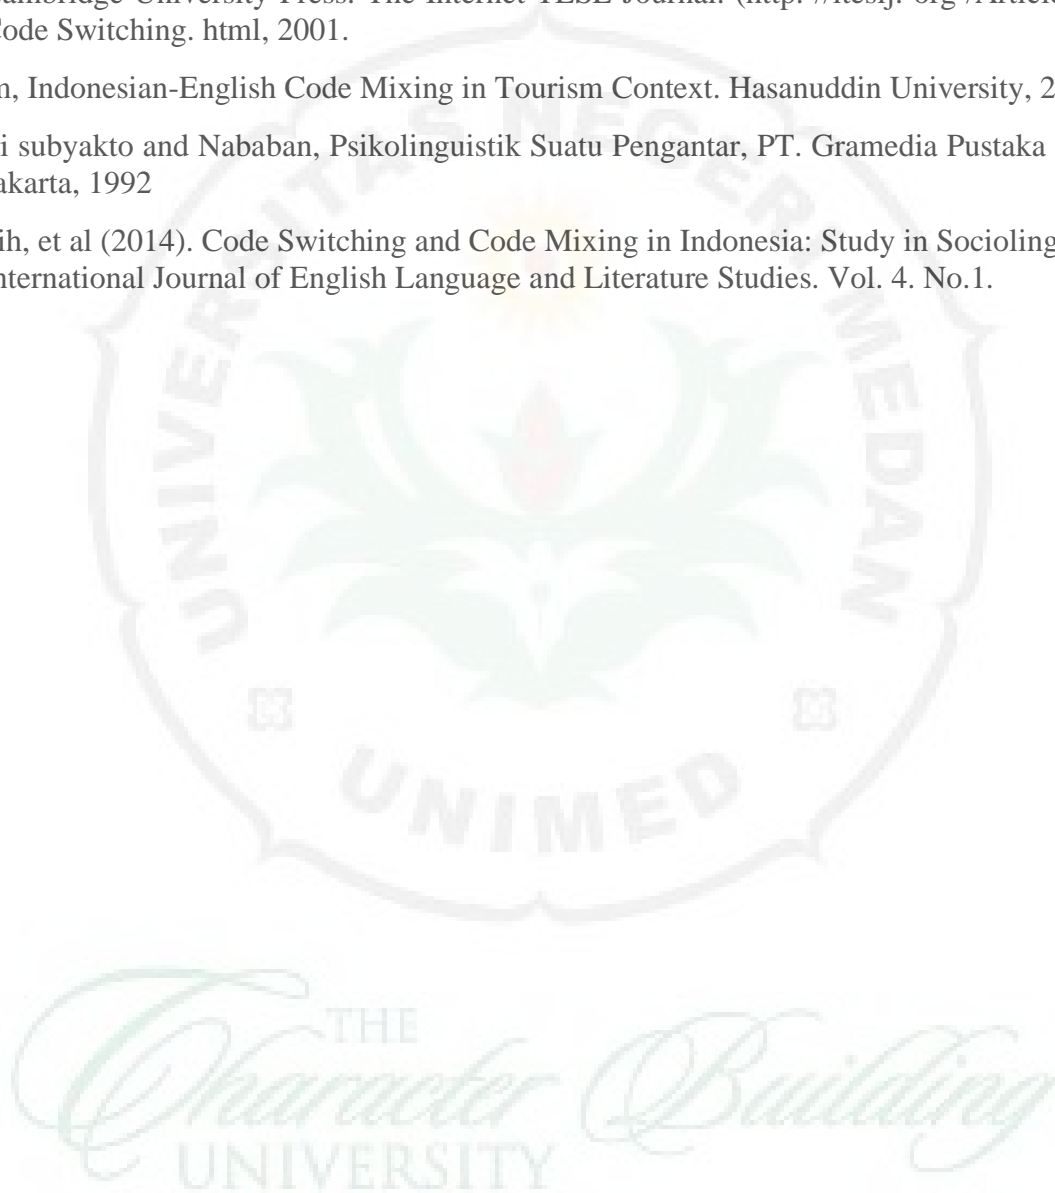 ambridge University Press. The Internet TESL Journal. (http: //iteslj. org /Article
Code Switching. html, 2001.
m, Indonesian-English Code Mixing in Tourism Context. Hasanuddin University, 2
i subyakto and Nababan, Psikolinguistik Suatu Pengantar, PT. Gramedia Pustaka
akarta, 1992
ih, et al (2014). Code Switching and Code Mixing in Indonesia: Study in Socioling
nternational Journal of English Language and Literature Studies. Vol. 4. No.1.
UNIVERSITAS NEGERI MEDAN
UNIMED
THE
Character Building
UNIVERSITY